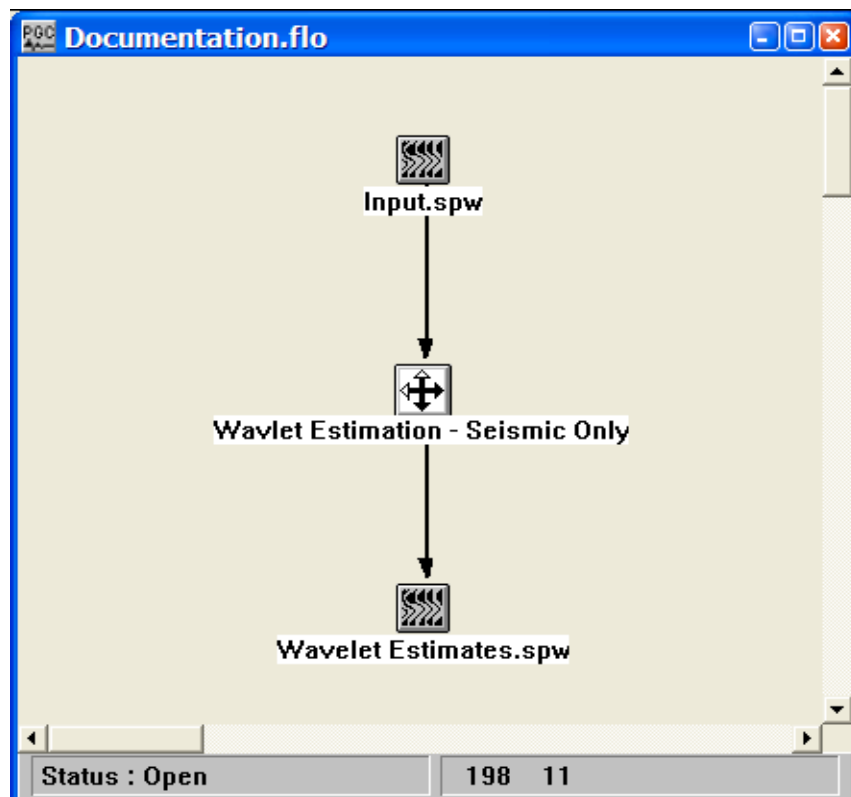 Documentation.flo
Input.spw
Wavlet Estimation - Seismic Only
Wavelet Estimates.spw
Status : Open
198 11